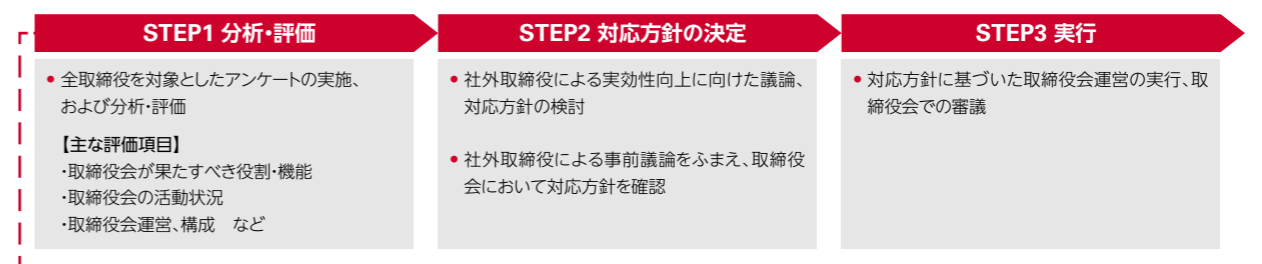 STEP1 分析・評価
• 全取締役を対象としたアンケートの実施、
および分析・評価
【主な評価項目】
・取締役会が果たすべき役割・機能
・取締役会の活動状況
・取締役会運営、構成　など
STEP2 対応方針の決定
• 社外取締役による実効性向上に向けた議論、
対応方針の検討
• 社外取締役による事前議論をふまえ、取締役
会において対応方針を確認
STEP3 実行
• 対応方針に基づいた取締役会運営の実行、取
締役会での審議